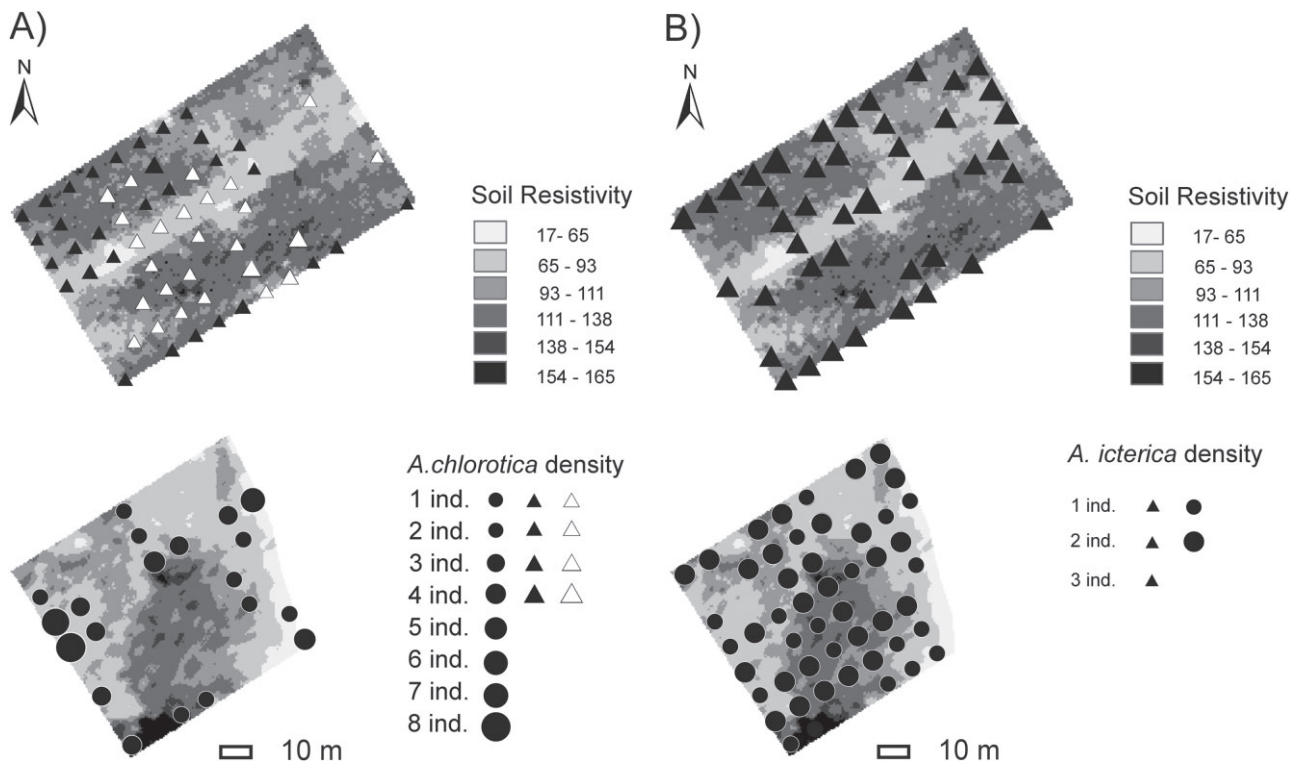 A)
N
Soil Resistivity
17- 65
65 - 93
93 - 111
111 - 138
138 - 154
154 - 165
A.chlorotica density
1 ind.
2 ind.
3 ind.
4 ind.
5 ind.
6 ind.
7 ind.
8 ind.
10 m
B)
N
Soil Resistivity
17- 65
65 - 93
93 - 111
111 - 138
138 - 154
154 - 165
A. icterica density
1 ind.
2 ind.
3 ind.
10 m